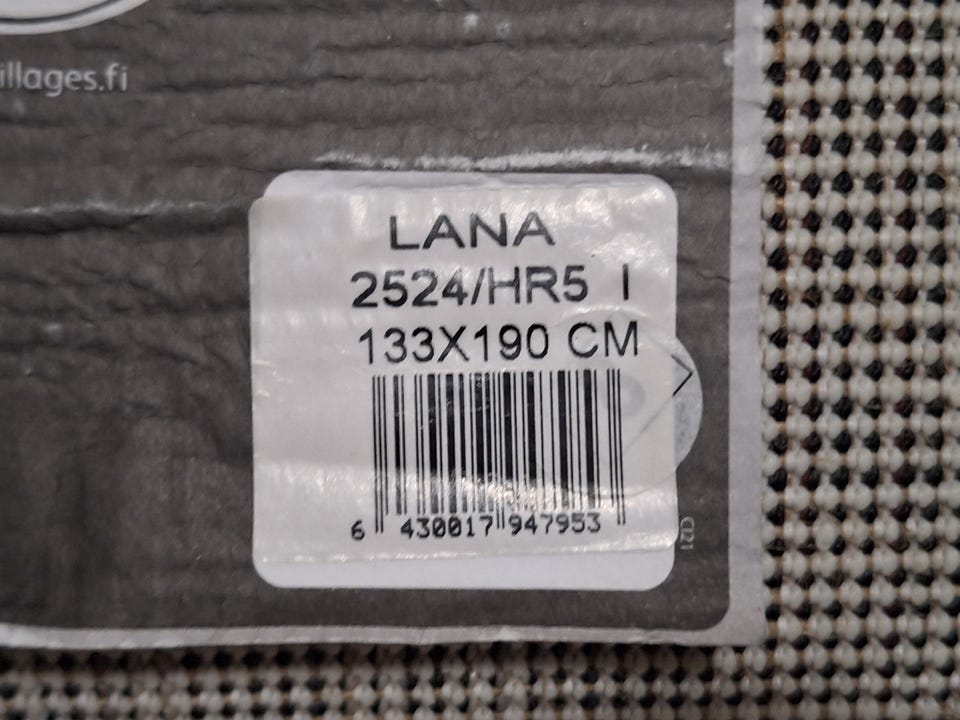 illages.fi
LANA
2524/HR5 I
133X190 CM
6 430017 947953